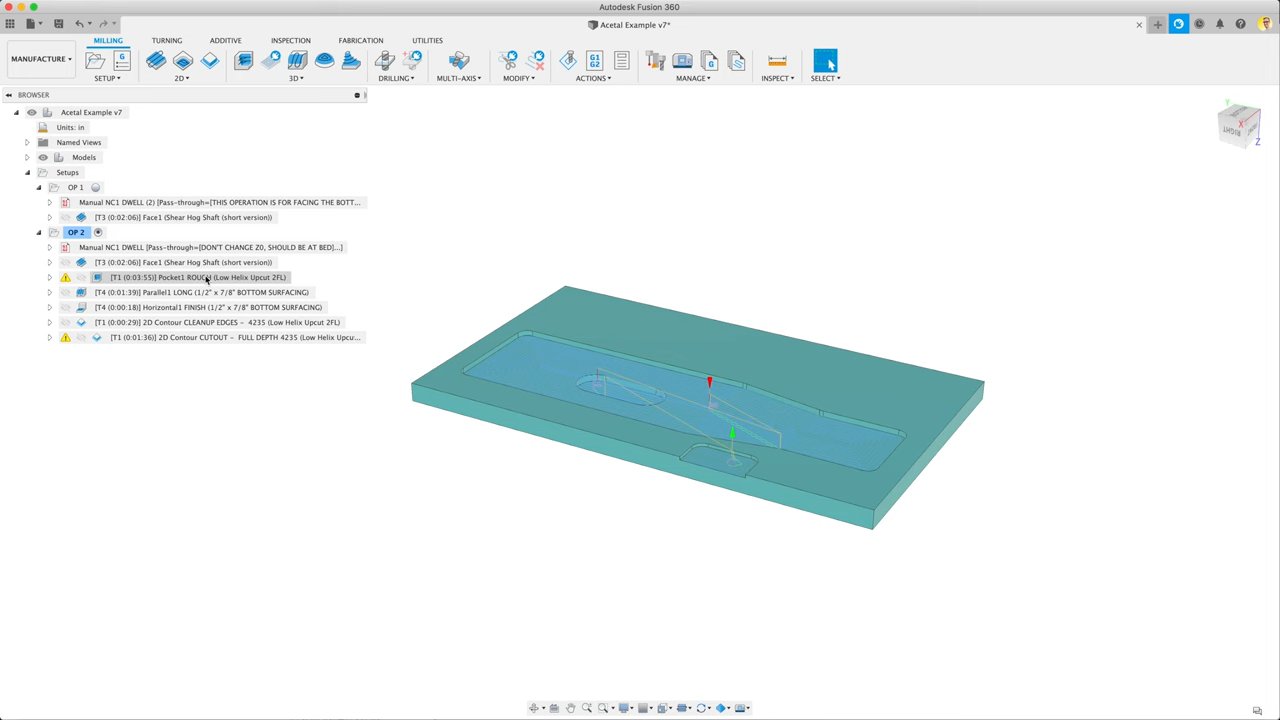 Autodesk Fusion 360
Acetal Example v7*
MANUFACTURE
MILLING TURNING ADDITIVE INSPECTION FABRICATION UTILITIES
G
G1
G2
SETUP 2D 3D DRILLING MULTI-AXIS MODIFY ACTIONS MANAGE INSPECT SELECT
BROWSER
Acetal Example v7
Units: in
Named Views
Models
Setups
OP 1
Manual NC1 DWELL (2) [Pass-through=[THIS OPERATION IS FOR FACING THE BOTT...
[T3 (0:02:06)] Face1 (Shear Hog Shaft (short version))
OP 2
Manual NC1 DWELL [Pass-through=[DON'T CHANGE Z0, SHOULD BE AT BED]...]
[T3 (0:02:06)] Face1 (Shear Hog Shaft (short version))
[T1 (0:03:55)] Pocket1 ROUGH (Low Helix Upcut 2FL)
[T4 (0:01:39)] Parallel1 LONG (1/2" x 7/8" BOTTOM SURFACING)
[T4 (0:00:18)] Horizontal1 FINISH (1/2" x 7/8" BOTTOM SURFACING)
[T1 (0:00:29)] 2D Contour CLEANUP EDGES - 4235 (Low Helix Upcut 2FL)
[T1 (0:01:36)] 2D Contour CUTOUT - FULL DEPTH 4235 (Low Helix Upcu...
Y
X
Z
RIGHT